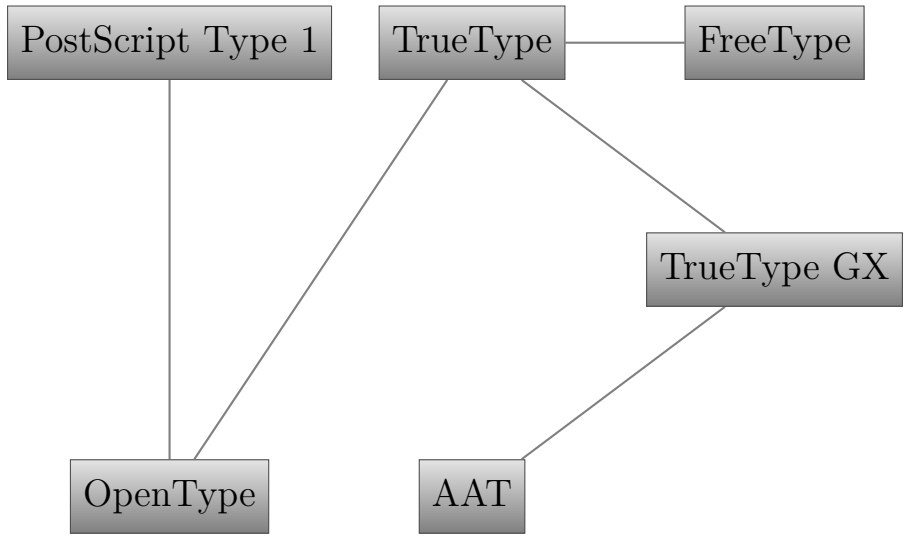 PostScript Type 1
TrueType
FreeType
TrueType GX
OpenType
AAT